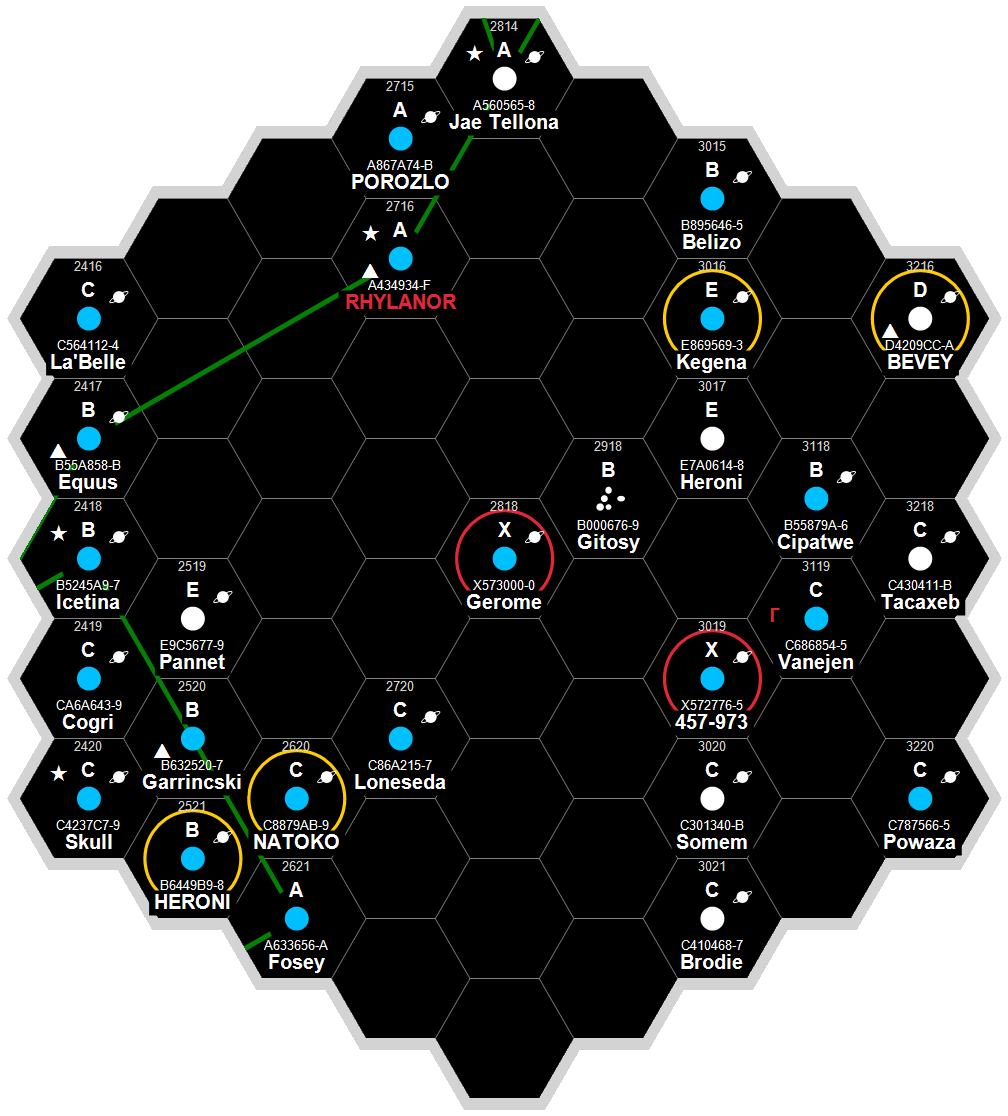 2814
A
A560565-8
Jae Tellona
2715
A
A867A74-B
POROZLO
3015
B
B895646-5
Belizo
2716
A
A434934-F
RHYLANOR
2416
C
C564112-4
La'Belle
3016
E
E869569-3
Kegena
3216
D
D4209CC-A
BEVEY
2417
B
B55A858-B
Equus
3017
E
E7A0614-8
Heroni
2918
B
B000676-9
Gitosy
3118
B
B55879A-6
Cipatwe
2418
B
B5245A9-7
Icetina
2818
X
X573000-0
Gerome
3218
C
C430411-B
Tacaxeb
2519
E
E9C5677-9
Pannet
3119
C
Γ
C686854-5
Vanejen
2419
C
CA6A643-9
Cogri
3019
X
X572776-5
457-973
2520
B
B632520-7
Garrincski
2720
C
C86A215-7
Loneseda
2420
C
C4237C7-9
Skull
2620
C
C8879AB-9
NATOKO
3020
C
C301340-B
Somem
3220
C
C787566-5
Powaza
2521
B
B6449B9-8
HERONI
2621
A
A633656-A
Fosey
3021
C
C410468-7
Brodie